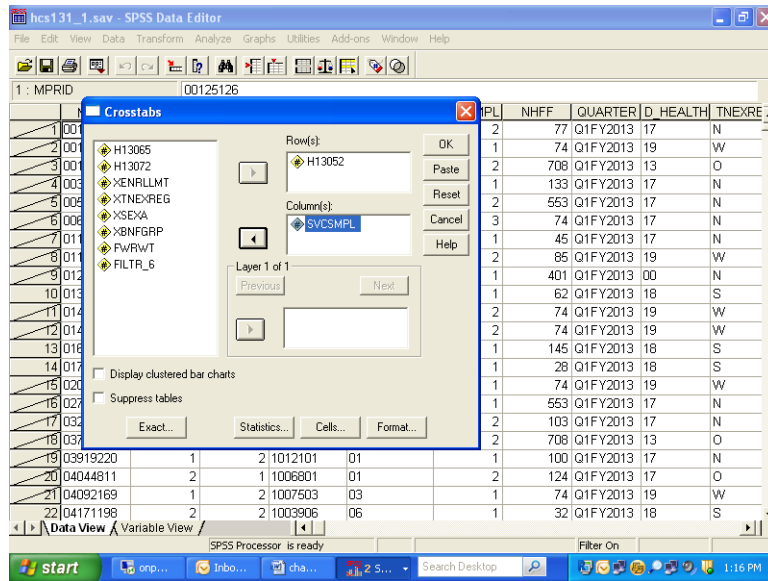 hcs131_1.sav - SPSS Data Editor
File Edit View Data Transform Analyze Graphs Utilities Add-ons Window Help
1 : MPRID 00125126
MPL NHFF QUARTER D_HEALTH TNEXRE
Crosstabs
H13065
H13072
XENRLLMT
XTNEXREG
XSEXA
XBNFGRP
FWRWT
FILTR_6
Row(s):
H13052
Column(s):
SVCSMPL
Layer 1 of 1
Previous Next
OK
Paste
Reset
Cancel
Help
Display clustered bar charts
Suppress tables
Exact... Statistics... Cells... Format...
1 001 2 77 Q1FY2013 17 N
2 001 1 74 Q1FY2013 19 W
3 001 2 708 Q1FY2013 13 O
4 003 1 133 Q1FY2013 17 N
5 005 2 553 Q1FY2013 17 N
6 006 3 74 Q1FY2013 17 N
7 011 1 45 Q1FY2013 17 N
8 011 2 85 Q1FY2013 19 W
9 012 1 401 Q1FY2013 00 N
10 013 1 62 Q1FY2013 18 S
11 014 2 74 Q1FY2013 19 W
12 014 2 74 Q1FY2013 19 W
13 016 1 145 Q1FY2013 18 S
14 017 1 28 Q1FY2013 18 S
15 020 1 74 Q1FY2013 19 W
16 027 1 553 Q1FY2013 17 N
17 032 2 103 Q1FY2013 17 N
18 037 2 708 Q1FY2013 13 O
19 03919220 1 2 1012101 01 1 100 Q1FY2013 17 N
20 04044811 2 1 1006801 01 2 124 Q1FY2013 17 O
21 04092169 1 2 1007503 03 1 74 Q1FY2013 19 W
22 04171198 2 2 1003906 06 1 32 Q1FY2013 18 S
Data View Variable View
SPSS Processor is ready Filter On
start onp... Inbo... cha... 2 S... Search Desktop 1:16 PM